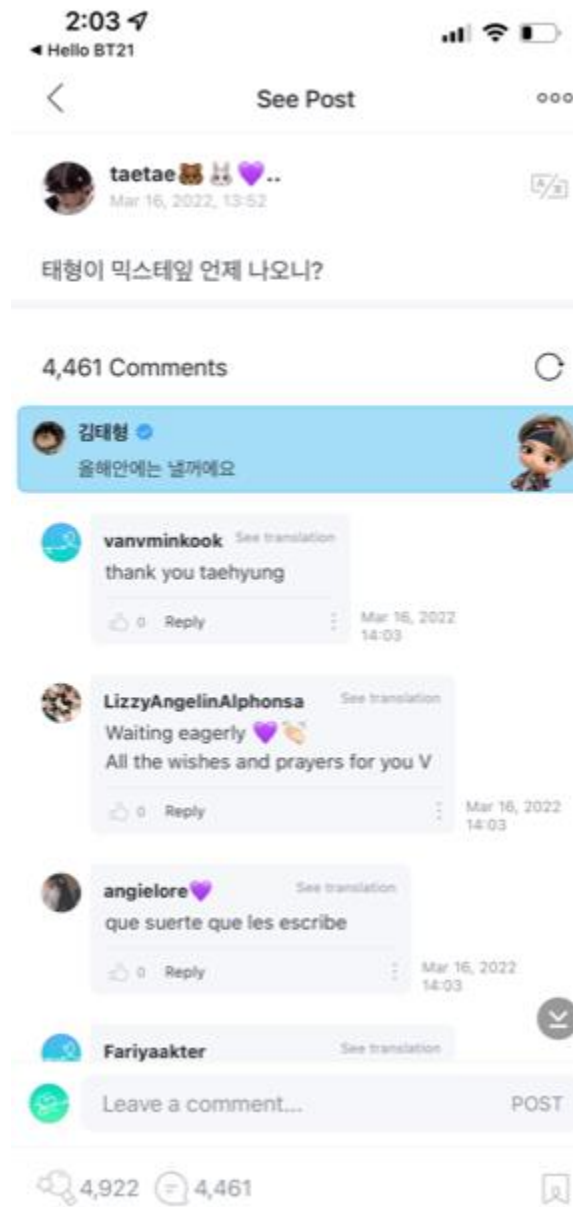 2:03
◀ Hello BT21
See Post
taetae🐻🐰💜..
Mar 16, 2022, 13:52
태형이 믹스테잎 언제 나오니?
4,461 Comments
김태형
올해안에는 낼꺼에요
vanvminkook See translation
thank you taehyung
0 Reply
Mar 16, 2022
14:03
LizzyAngelinAlphonsa See translation
Waiting eagerly 💜👏🏻
All the wishes and prayers for you V
0 Reply
Mar 16, 2022
14:03
angielore💜 See translation
que suerte que les escribe
0 Reply
Mar 16, 2022
14:03
Fariyaakter See translation
Leave a comment... POST
4,922 4,461